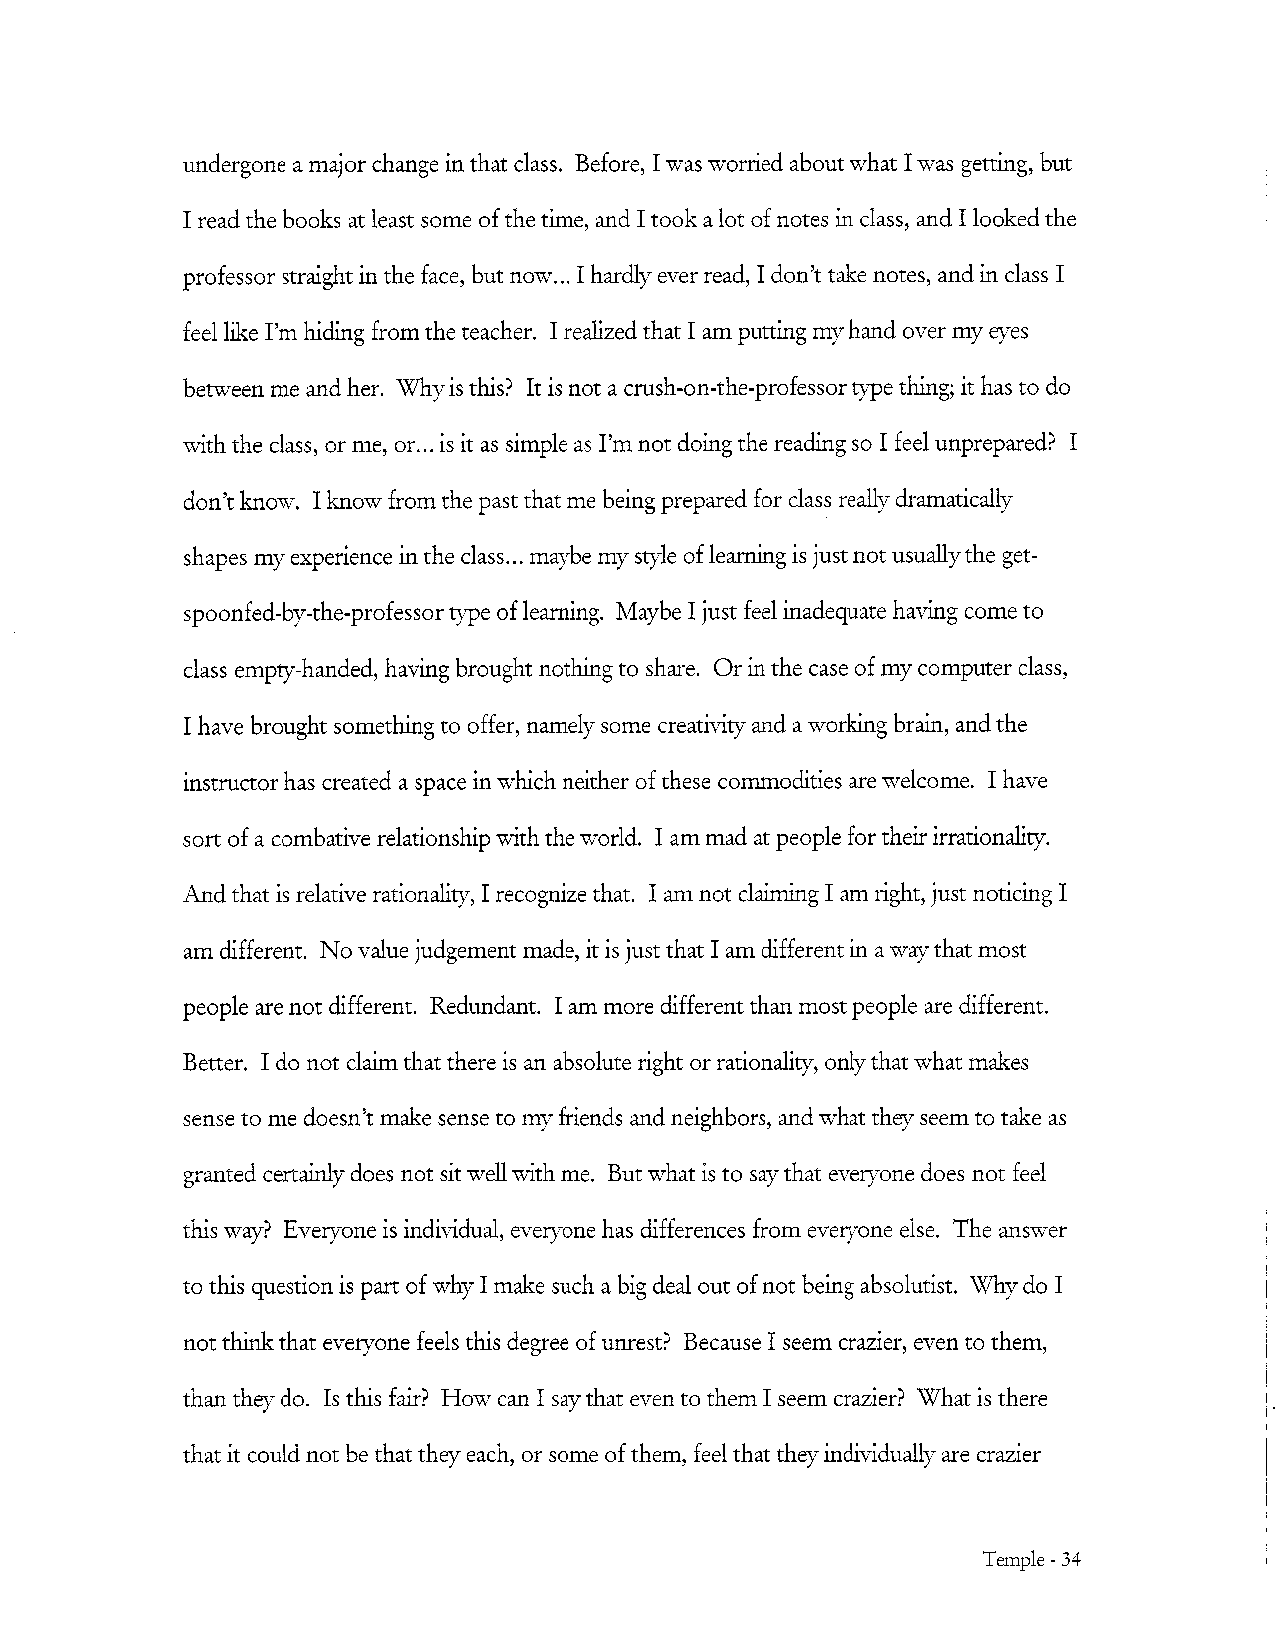 undergone a major change in that class. Before, I was worried about what I was getting, but
I read the books at least some of the time, and I took a lot of notes in class, and I looked the
professor straight in the face, but now... I hardly ever read, I don't take notes, and in class I
feel like I'm hiding from the teacher. I realized that I am putting my hand over my eyes
between me and her. Why is this? It is not a crush-on-the-professor type thing; it has to do
with the class, or me, or... is it as simple as I'm not doing the reading so I feel unprepared? I
don't know. I know from the past that me being prepared for class really dramatically
shapes my experience in the class... maybe my style of learning is just not usually the get-
spoonfed-by-the-professor type of learning. Maybe I just feel inadequate having come to
class empty-handed, having brought nothing to share. Or in the case of my computer class,
I have brought something to offer, namely some creativity and a working brain, and the
instructor has created a space in which neither of these commodities are welcome. I have
sort of a combative relationship with the world. I am mad at people for their irrationality.
And that is relative rationality, I recognize that. I am not claiming I am right, just noticing I
am different. No value judgement made, it is just that I am different in a way that most
people are not different. Redundant. I am more different than most people are different.
Better. I do not claim that there is an absolute right or rationality, only that what makes
sense to me doesn't make sense to my friends and neighbors, and what they seem to take as
granted certainly does not sit well with me. But what is to say that everyone does not feel
this way? Everyone is individual, everyone has differences from everyone else. The answer
to this question is part of why I make such a big deal out of not being absolutist. Why do I
not think that everyone feels this degree of unrest? Because I seem crazier, even to them,
than they do. Is this fair? How can I say that even to them I seem crazier? What is there
that it could not be that they each, or some of them, feel that they individually are crazier
Temple - 34